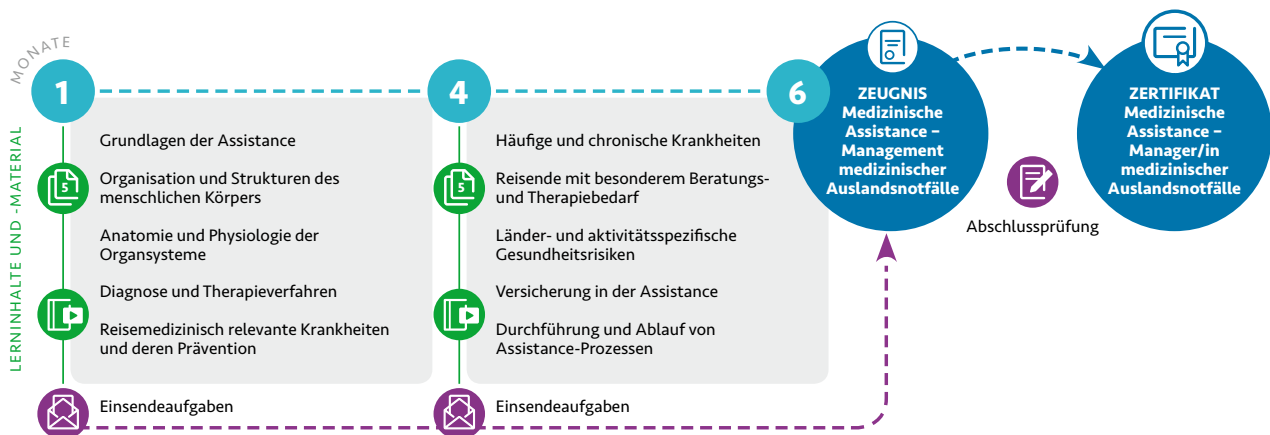 MONATE
LERNINHALTE UND -MATERIAL
1
Grundlagen der Assistance
5
Organisation und Strukturen des
menschlichen Körpers
Anatomie und Physiologie der
Organsysteme
Diagnose und Therapieverfahren
Reisemedizinisch relevante Krankheiten
und deren Prävention
Einsendeaufgaben
4
Häufige und chronische Krankheiten
5
Reisende mit besonderem Beratungs-
und Therapiebedarf
Länder- und aktivitätsspezifische
Gesundheitsrisiken
Versicherung in der Assistance
Durchführung und Ablauf von
Assistance-Prozessen
Einsendeaufgaben
6
ZEUGNIS
Medizinische
Assistance –
Management
medizinischer
Auslandsnotfälle
Abschlussprüfung
ZERTIFIKAT
Medizinische
Assistance –
Manager/in
medizinischer
Auslandsnotfälle